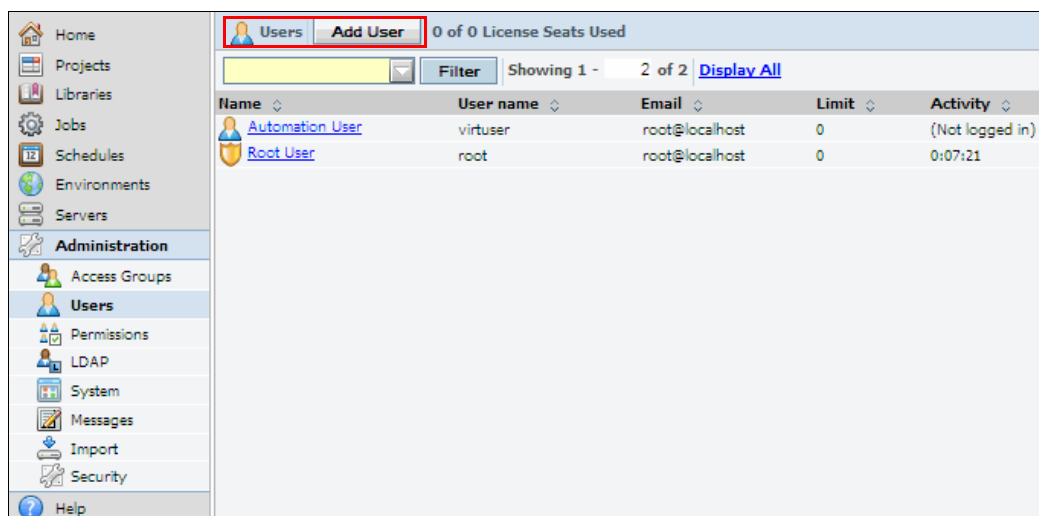 Home
Projects
Libraries
Jobs
12
Schedules
Environments
Servers
Administration
Access Groups
Users
Permissions
L
LDAP
System
Messages
Import
Security
?
Help
Users Add User 0 of 0 License Seats Used
Filter Showing 1 - 2 of 2 Display All
Name User name Email Limit Activity
Automation User virtuser root@localhost 0 (Not logged in)
Root User root root@localhost 0 0:07:21